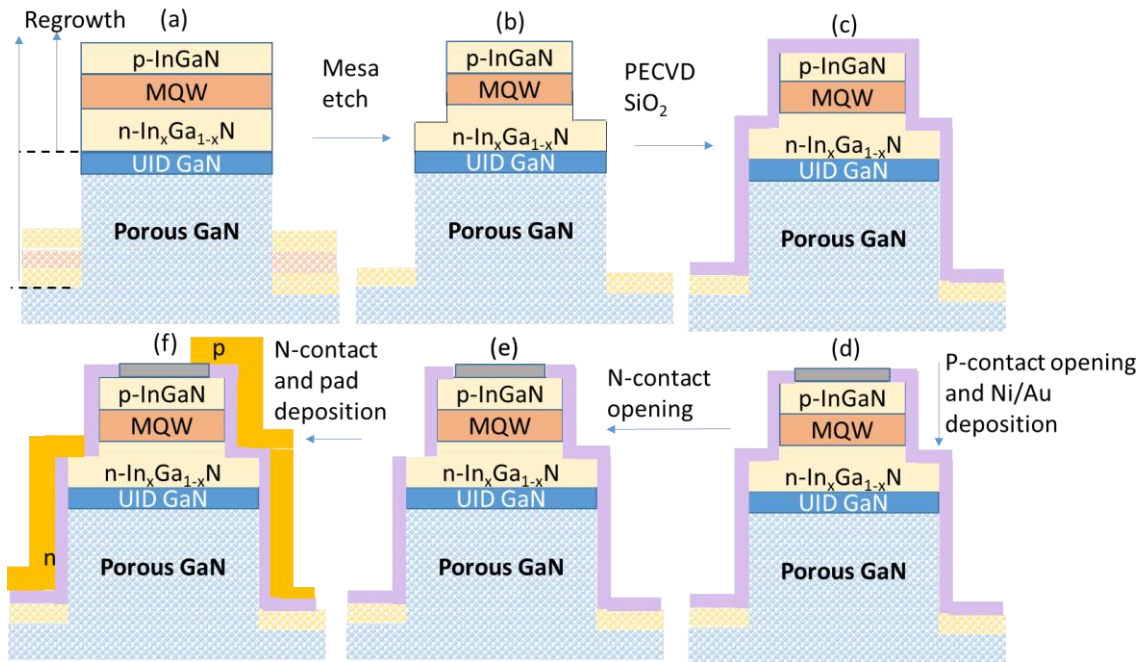 Regrowth
(a)
p-InGaN
MQW
n-InₓGa₁₋ₓN
UID GaN
Porous GaN
Mesa
etch
(b)
p-InGaN
MQW
n-InₓGa₁₋ₓN
UID GaN
Porous GaN
PECVD
SiO₂
(c)
p-InGaN
MQW
n-InₓGa₁₋ₓN
UID GaN
Porous GaN
(f)
p
p-InGaN
MQW
n-InₓGa₁₋ₓN
UID GaN
n
Porous GaN
N-contact
and pad
deposition
(e)
p-InGaN
MQW
n-InₓGa₁₋ₓN
UID GaN
Porous GaN
N-contact
opening
(d)
p-InGaN
MQW
n-InₓGa₁₋ₓN
UID GaN
Porous GaN
P-contact opening
and Ni/Au
deposition